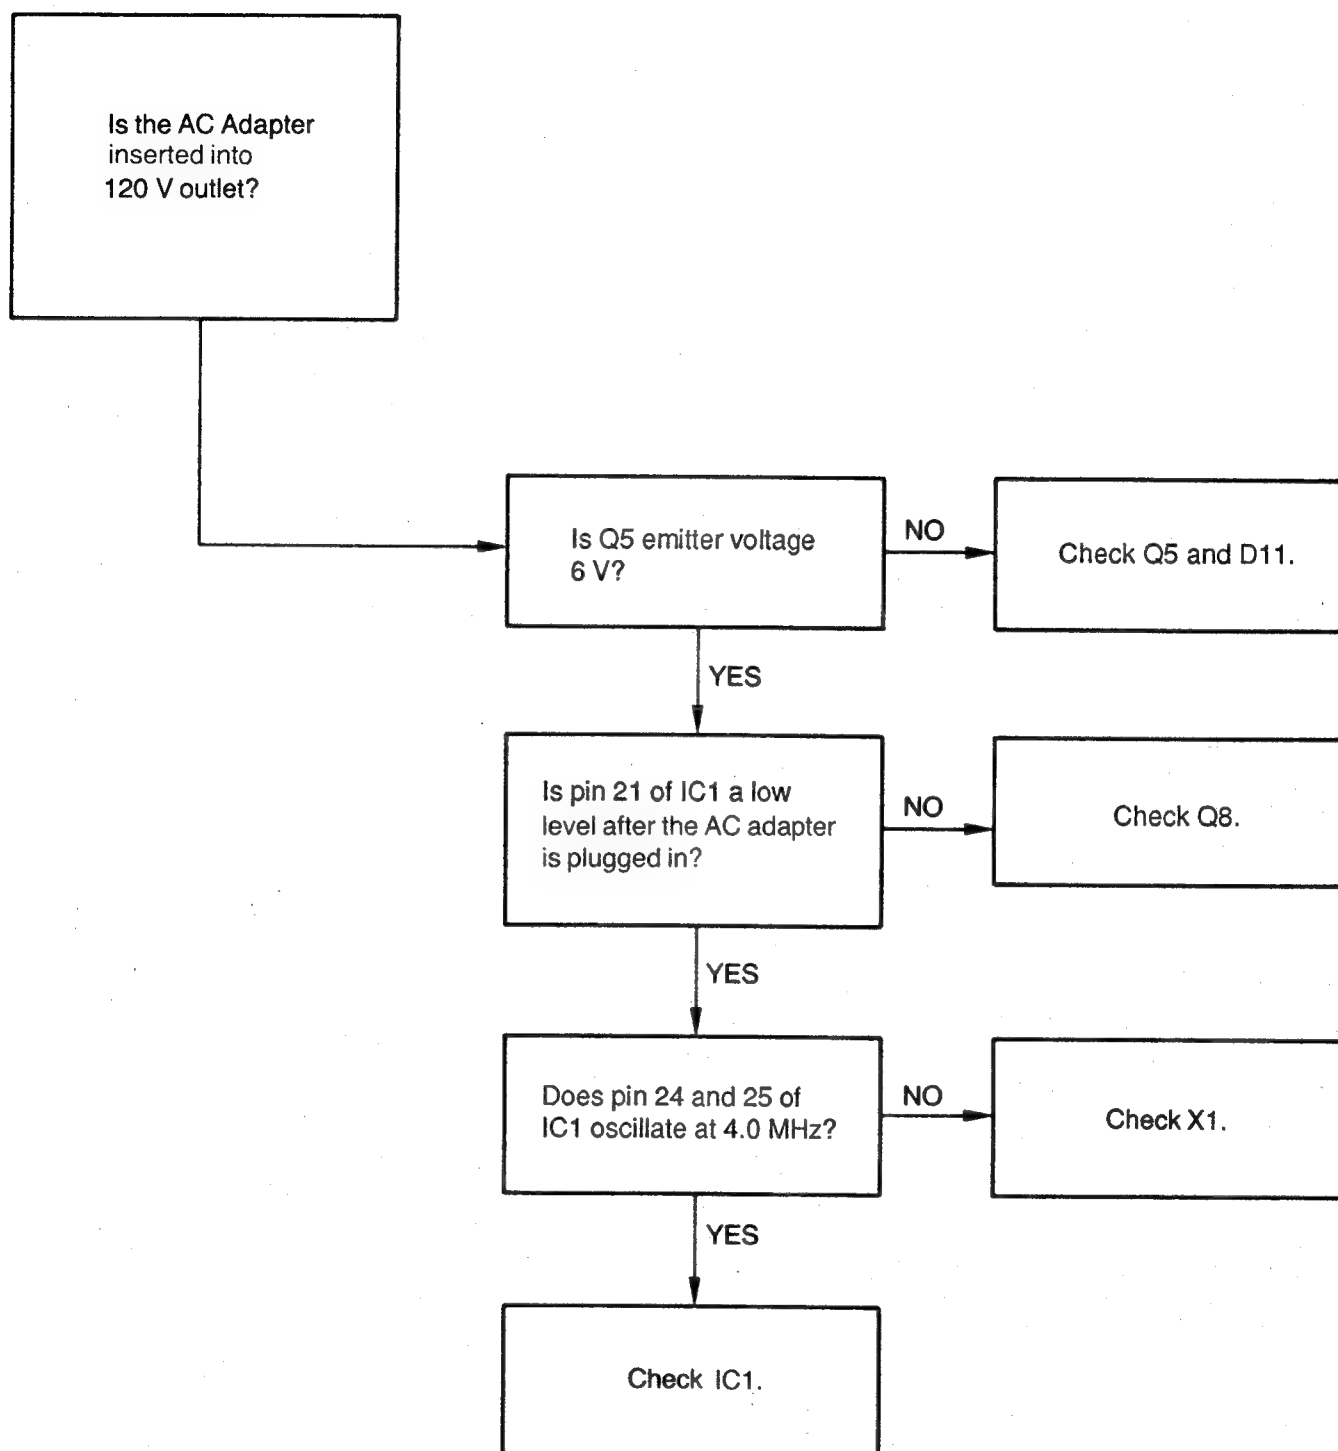 Is the AC Adapter
inserted into
120 V outlet?
Is Q5 emitter voltage
6 V?
NO
Check Q5 and D11.
YES
Is pin 21 of IC1 a low
level after the AC adapter
is plugged in?
NO
Check Q8.
YES
Does pin 24 and 25 of
IC1 oscillate at 4.0 MHz?
NO
Check X1.
YES
Check IC1.